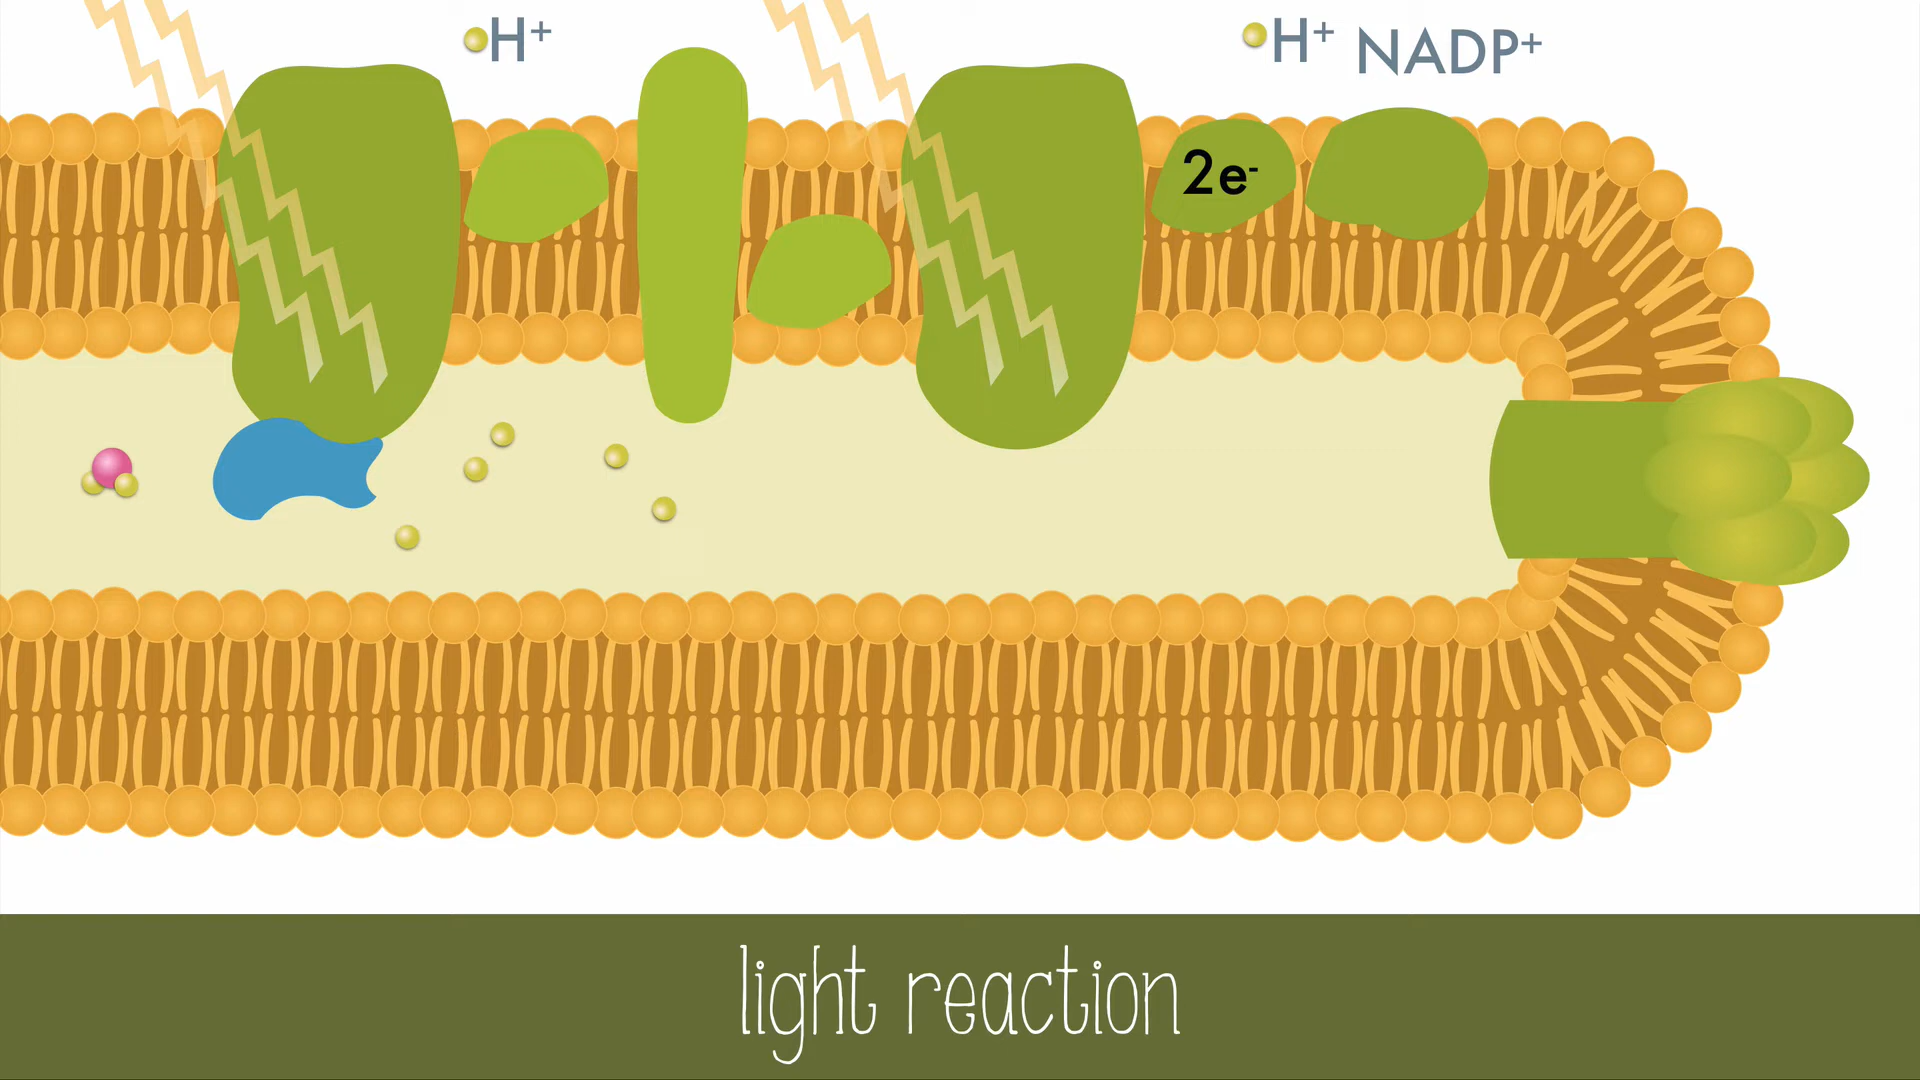 H⁺
H⁺ NADP⁺
2e⁻
light reaction